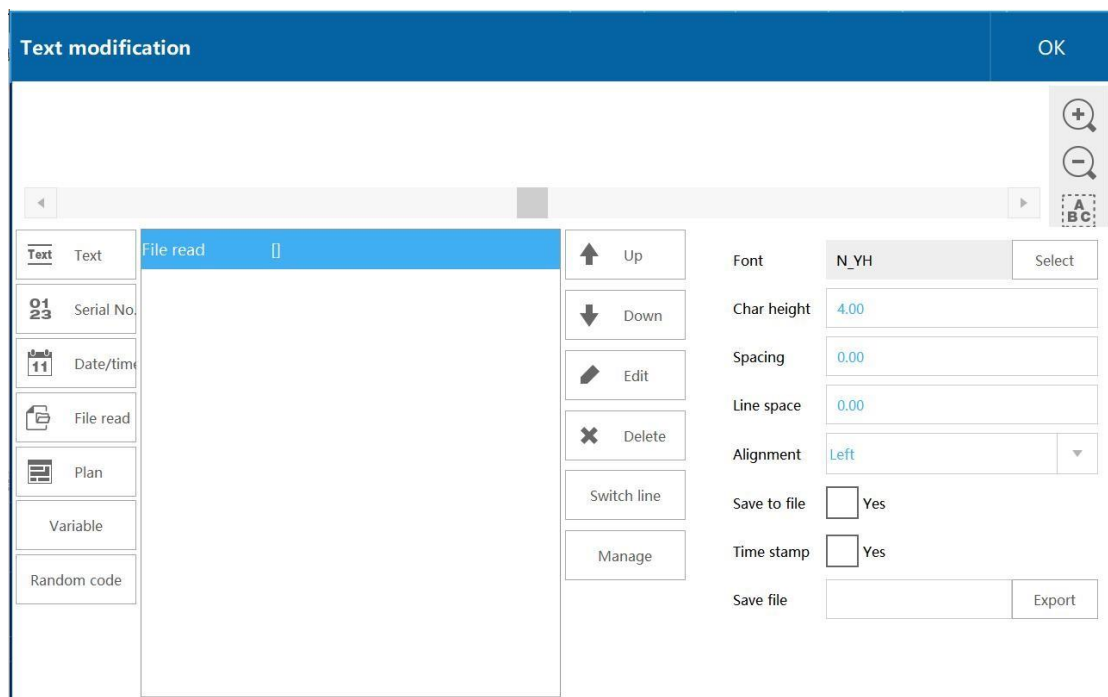 Text modification OK
A
BC
Text Text
File read []
Up
Font N_YH Select
0123 Serial No.
Down
Char height 4.00
11 Date/time
Edit
Spacing 0.00
File read
Delete
Line space 0.00
Plan
Alignment Left
Variable
Switch line
Save to file Yes
Random code
Manage
Time stamp Yes
Save file Export